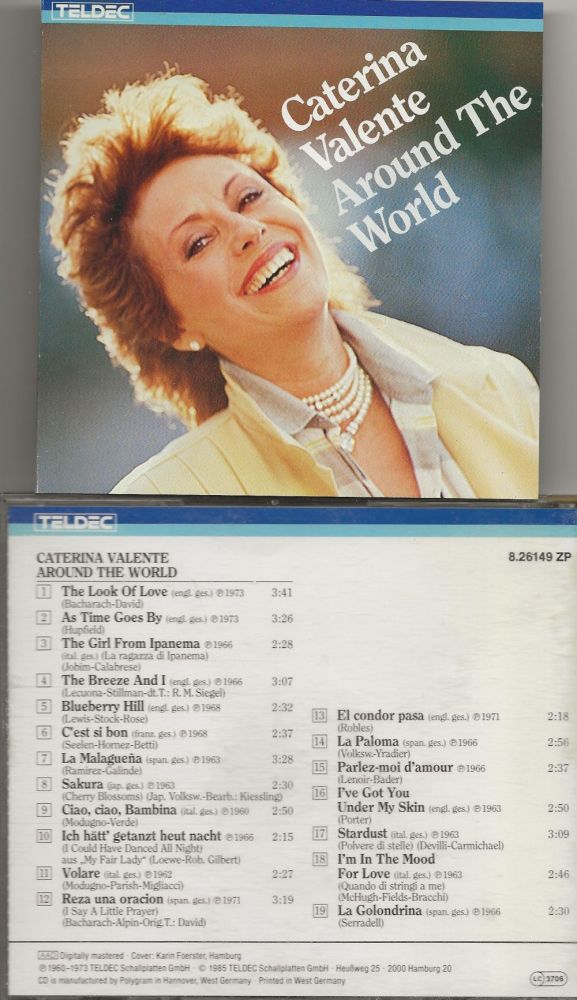 TELDEC
Caterina
Valente
Around The
World
TELDEC
CATERINA VALENTE
AROUND THE WORLD
8.26149 ZP
1 The Look Of Love (engl. ges.) ℗1973 3:41
(Bacharach-David)
2 As Time Goes By (engl. ges.) ℗1973 3:26
(Hupfield)
3 The Girl From Ipanema ℗1966 2:28
(ital. ges.) (La ragazza di Ipanema)
(Jobim-Calabrese)
4 The Breeze And I (engl. ges.) ℗1966 3:07
(Lecuona-Stillman-dt.T.: R. M. Siegel)
5 Blueberry Hill (engl. ges.) ℗1968 2:32
(Lewis-Stock-Rose)
6 C'est si bon (franz. ges.) ℗1968 2:37
(Seelen-Hornez-Betti)
7 La Malagueña (span. ges.) ℗1963 3:28
(Ramirez-Galinde)
8 Sakura (jap. ges.) ℗1963 2:30
(Cherry Blossoms) (Jap. Volksw.-Bearb.: Kiessling)
9 Ciao, ciao, Bambina (ital. ges.) ℗1960 2:50
(Modugno-Verde)
10 Ich hätt' getanzt heut nacht ℗1966 2:15
(I Could Have Danced All Night)
aus „My Fair Lady“ (Loewe-Rob. Gilbert)
11 Volare (ital. ges.) ℗1962 2:27
(Modugno-Parish-Migliacci)
12 Reza una oracion (span. ges.) ℗1971 3:19
(I Say A Little Prayer)
(Bacharach-Alpin-Orig.T.: David)
13 El condor pasa (engl. ges.) ℗1971 2:18
(Robles)
14 La Paloma (span. ges.) ℗1966 2:56
(Volksw.-Yradier)
15 Parlez-moi d'amour ℗1966 2:37
(Lenoir-Bader)
16 I've Got You
Under My Skin (engl. ges.) ℗1963 2:50
(Porter)
17 Stardust (ital. ges.) ℗1963 3:09
(Polvere di stelle) (Devilli-Carmichael)
18 I'm In The Mood
For Love (ital. ges.) ℗1963 2:46
(Quando di stringi a me)
(McHugh-Fields-Bracchi)
19 La Golondrina (span. ges.) ℗1966 2:30
(Serradell)
AAD Digitally mastered · Cover: Karin Foerster, Hamburg
℗ 1960-1973 TELDEC Schallplatten GmbH · © 1985 TELDEC Schallplatten GmbH · Heußweg 25 · 2000 Hamburg 20
CD is manufactured by Polygram in Hannover, West Germany Printed in West Germany
LC 3706